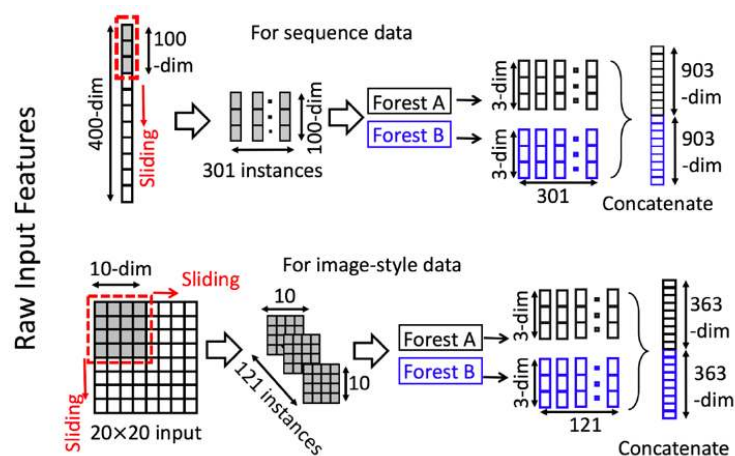 Raw Input Features
For sequence data
400-dim
100
-dim
Sliding
301 instances
100-dim
Forest A
Forest B
3-dim
3-dim
301
903
-dim
903
-dim
Concatenate
For image-style data
10-dim
Sliding
Sliding
20×20 input
10
10
121 instances
Forest A
Forest B
3-dim
3-dim
121
363
-dim
363
-dim
Concatenate